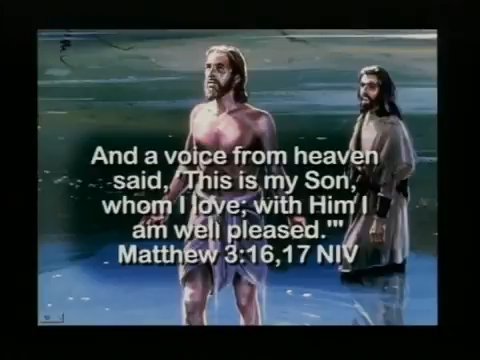 And a voice from heaven
said, 'This is my Son,
whom I love; with Him I
am well pleased.'"
Matthew 3:16,17 NIV